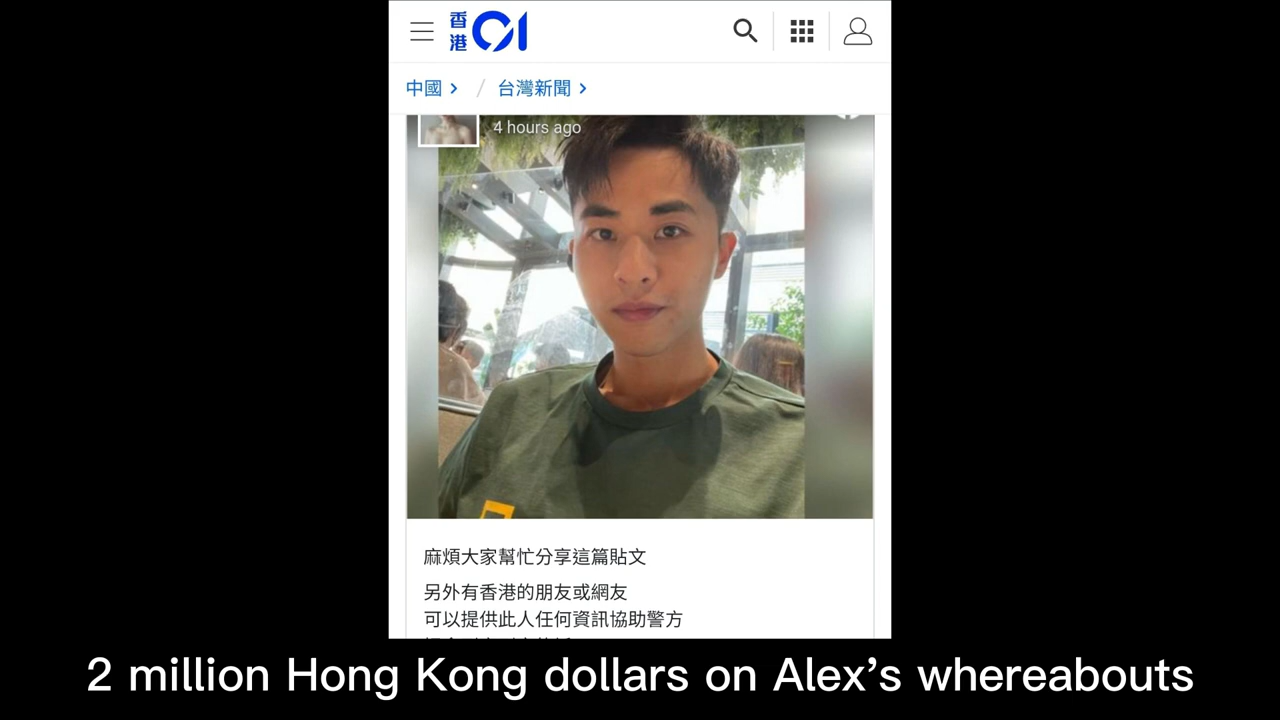 香港01
中國 > / 台灣新聞 >
4 hours ago
麻煩大家幫忙分享這篇貼文
另外有香港的朋友或網友
可以提供此人任何資訊協助警方
2 million Hong Kong dollars on Alex's whereabouts